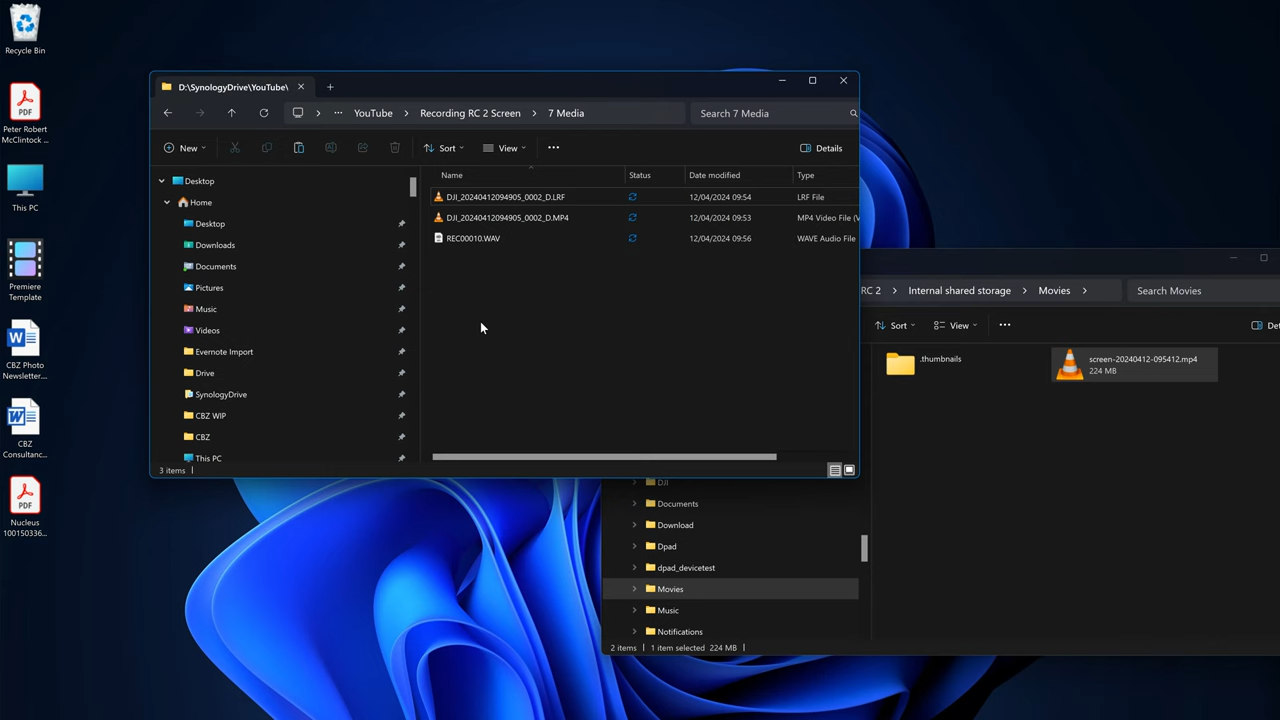 Recycle Bin
Peter Robert
McClintock ...
This PC
Premiere
Template
CBZ Photo
Newsletter...
CBZ
Consultanc...
Nucleus
100150336...
D:\SynologyDrive\YouTube\
YouTube > Recording RC 2 Screen > 7 Media
Search 7 Media
New
Sort
View
Details
Name Status Date modified Type
DJI_20240412094905_0002_D.LRF 12/04/2024 09:54 LRF File
DJI_20240412094905_0002_D.MP4 12/04/2024 09:53 MP4 Video File (V
REC00010.WAV 12/04/2024 09:56 WAVE Audio File
Desktop
Home
Desktop
Downloads
Documents
Pictures
Music
Videos
Evernote Import
Drive
SynologyDrive
CBZ WIP
CBZ
This PC
3 items
RC 2 > Internal shared storage > Movies >
Search Movies
Sort
View
Det
.thumbnails
screen-20240412-095412.mp4
224 MB
DJI
Documents
Download
Dpad
dpad_devicetest
Movies
Music
Notifications
2 items 1 item selected 224 MB